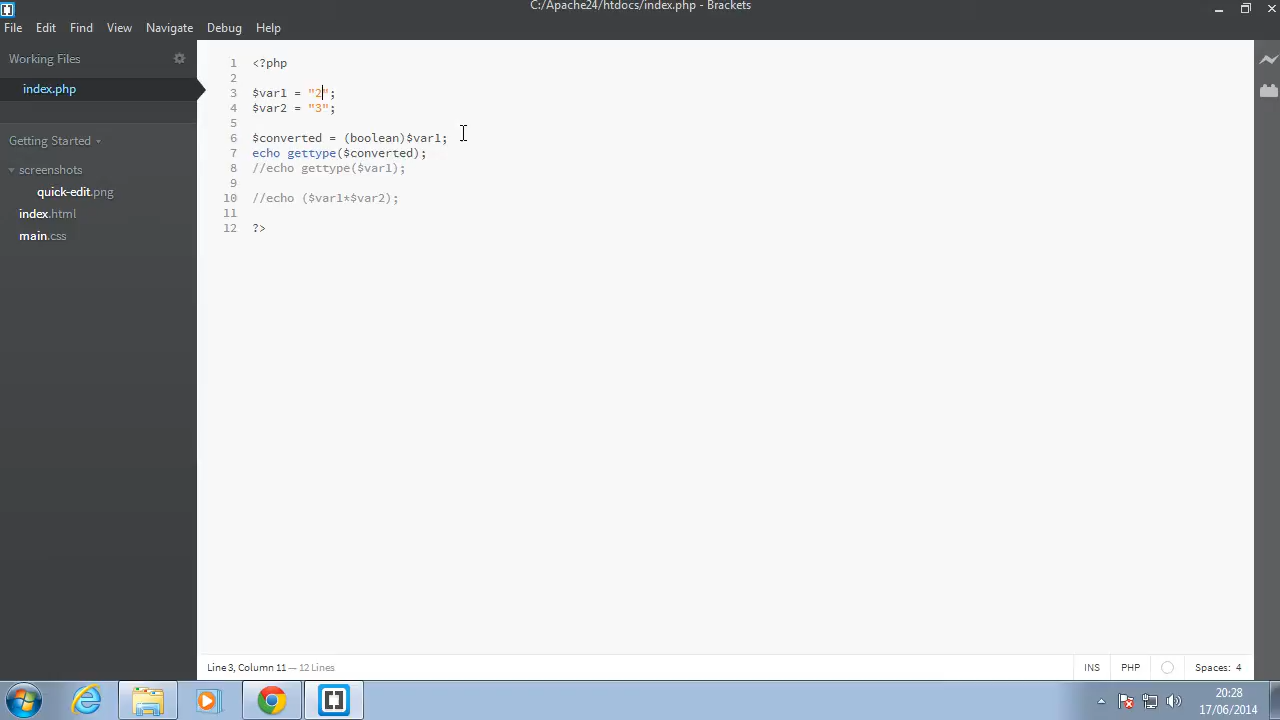 C:/Apache24/htdocs/index.php - Brackets
File Edit Find View Navigate Debug Help
Working Files
index.php
Getting Started
screenshots
quick-edit.png
index.html
main.css
1 <?php
2
3 $var1 = "2";
4 $var2 = "3";
5
6 $converted = (boolean)$var1;
7 echo gettype($converted);
8 //echo gettype($var1);
9
10 //echo ($var1*$var2);
11
12 ?>
Line 3, Column 11 — 12 Lines
INS PHP Spaces: 4
20:28
17/06/2014